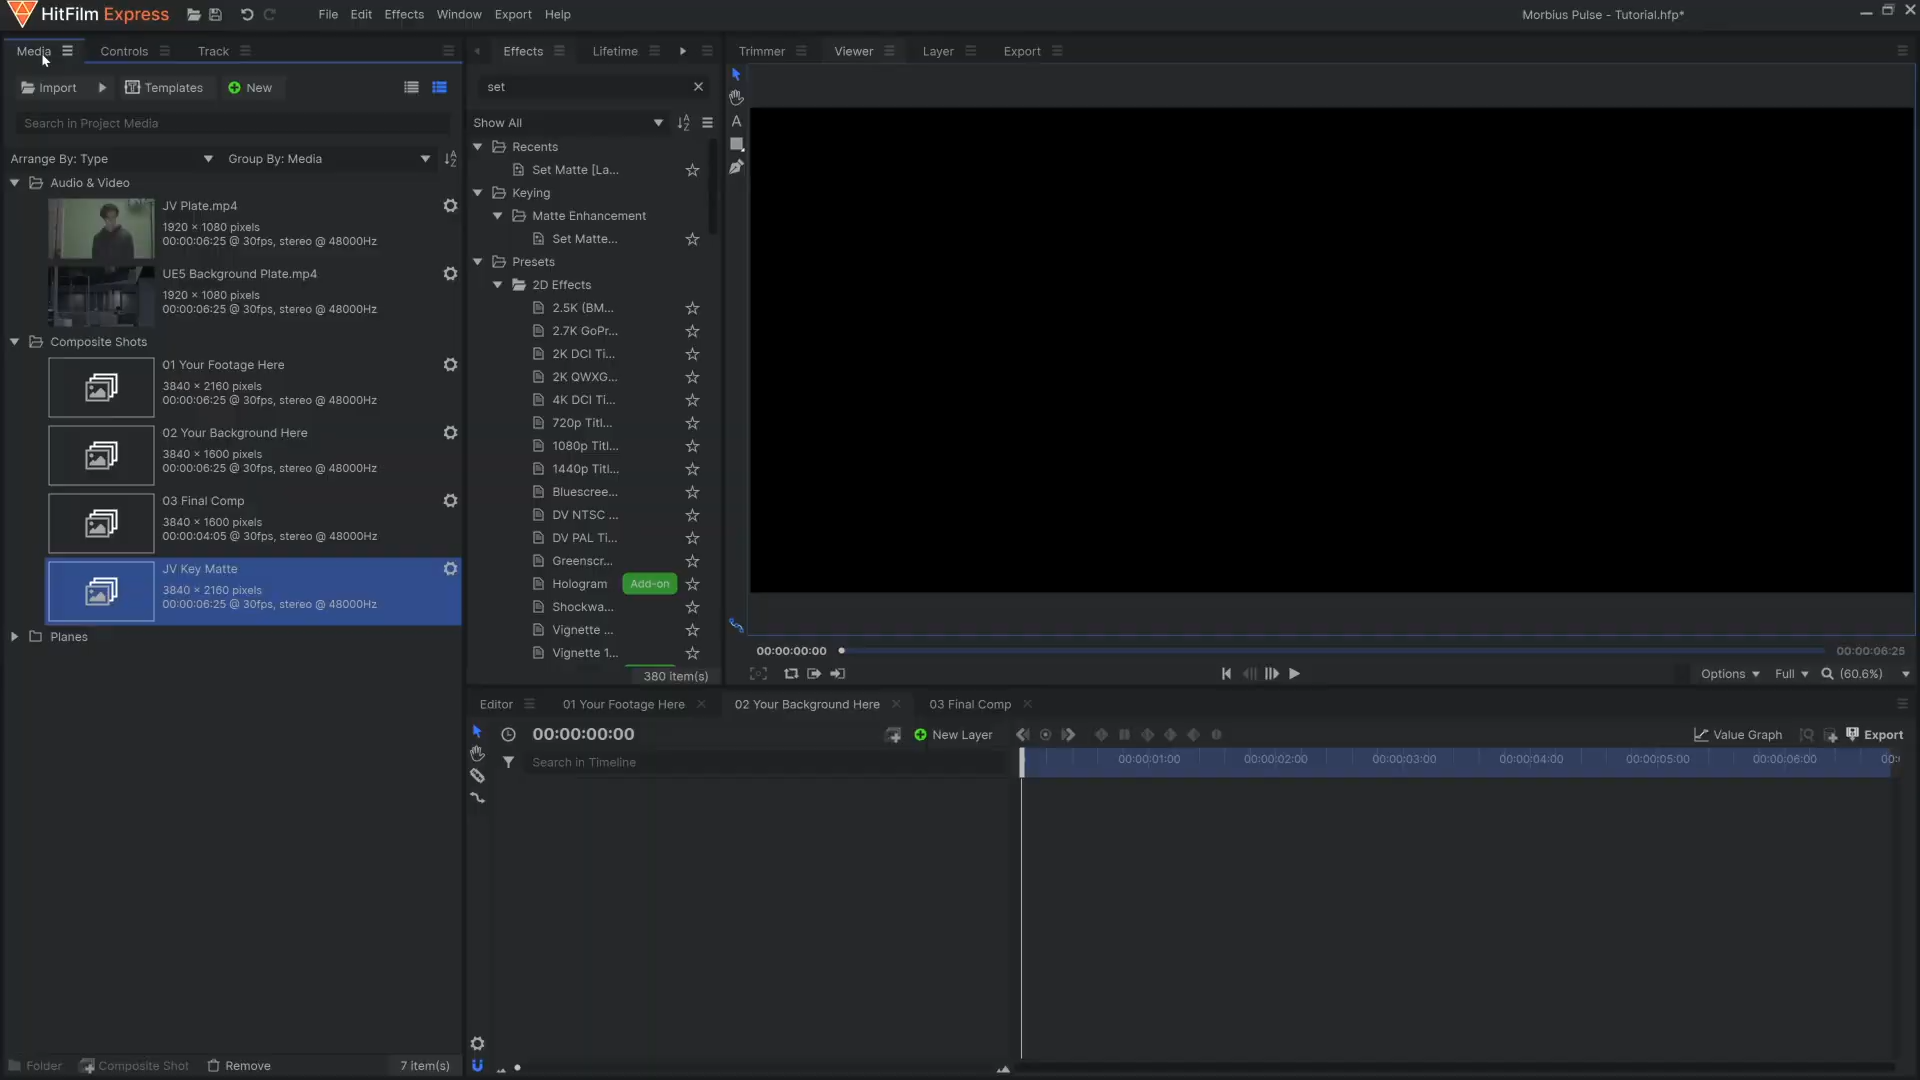 HitFilm Express
File Edit Effects Window Export Help
Morbius Pulse - Tutorial.hfp*
Media Controls Track
Import Templates New
Search in Project Media
Arrange By: Type Group By: Media
Audio & Video
JV Plate.mp4
1920 × 1080 pixels
00:00:06:25 @ 30fps, stereo @ 48000Hz
UE5 Background Plate.mp4
1920 × 1080 pixels
00:00:06:25 @ 30fps, stereo @ 48000Hz
Composite Shots
01 Your Footage Here
3840 × 2160 pixels
00:00:06:25 @ 30fps, stereo @ 48000Hz
02 Your Background Here
3840 × 1600 pixels
00:00:06:25 @ 30fps, stereo @ 48000Hz
03 Final Comp
3840 × 1600 pixels
00:00:04:05 @ 30fps, stereo @ 48000Hz
JV Key Matte
3840 × 2160 pixels
00:00:06:25 @ 30fps, stereo @ 48000Hz
Planes
Folder Composite Shot Remove 7 item(s)
Effects Lifetime
set
Show All
Recents
Set Matte [La...
Keying
Matte Enhancement
Set Matte...
Presets
2D Effects
2.5K (BM...
2.7K GoPr...
2K DCI Ti...
2K QWXG...
4K DCI Ti...
720p Titl...
1080p Titl...
1440p Titl...
Bluescree...
DV NTSC ...
DV PAL Ti...
Greenscr...
Hologram Add-on
Shockwa...
Vignette ...
Vignette 1...
380 item(s)
Trimmer Viewer Layer Export
A
00:00:00:00 00:00:06:25
Options Full (60.6%)
Editor 01 Your Footage Here 02 Your Background Here 03 Final Comp
00:00:00:00 New Layer Value Graph Export
Search in Timeline
00:00:01:00 00:00:02:00 00:00:03:00 00:00:04:00 00:00:05:00 00:00:06:00 00: